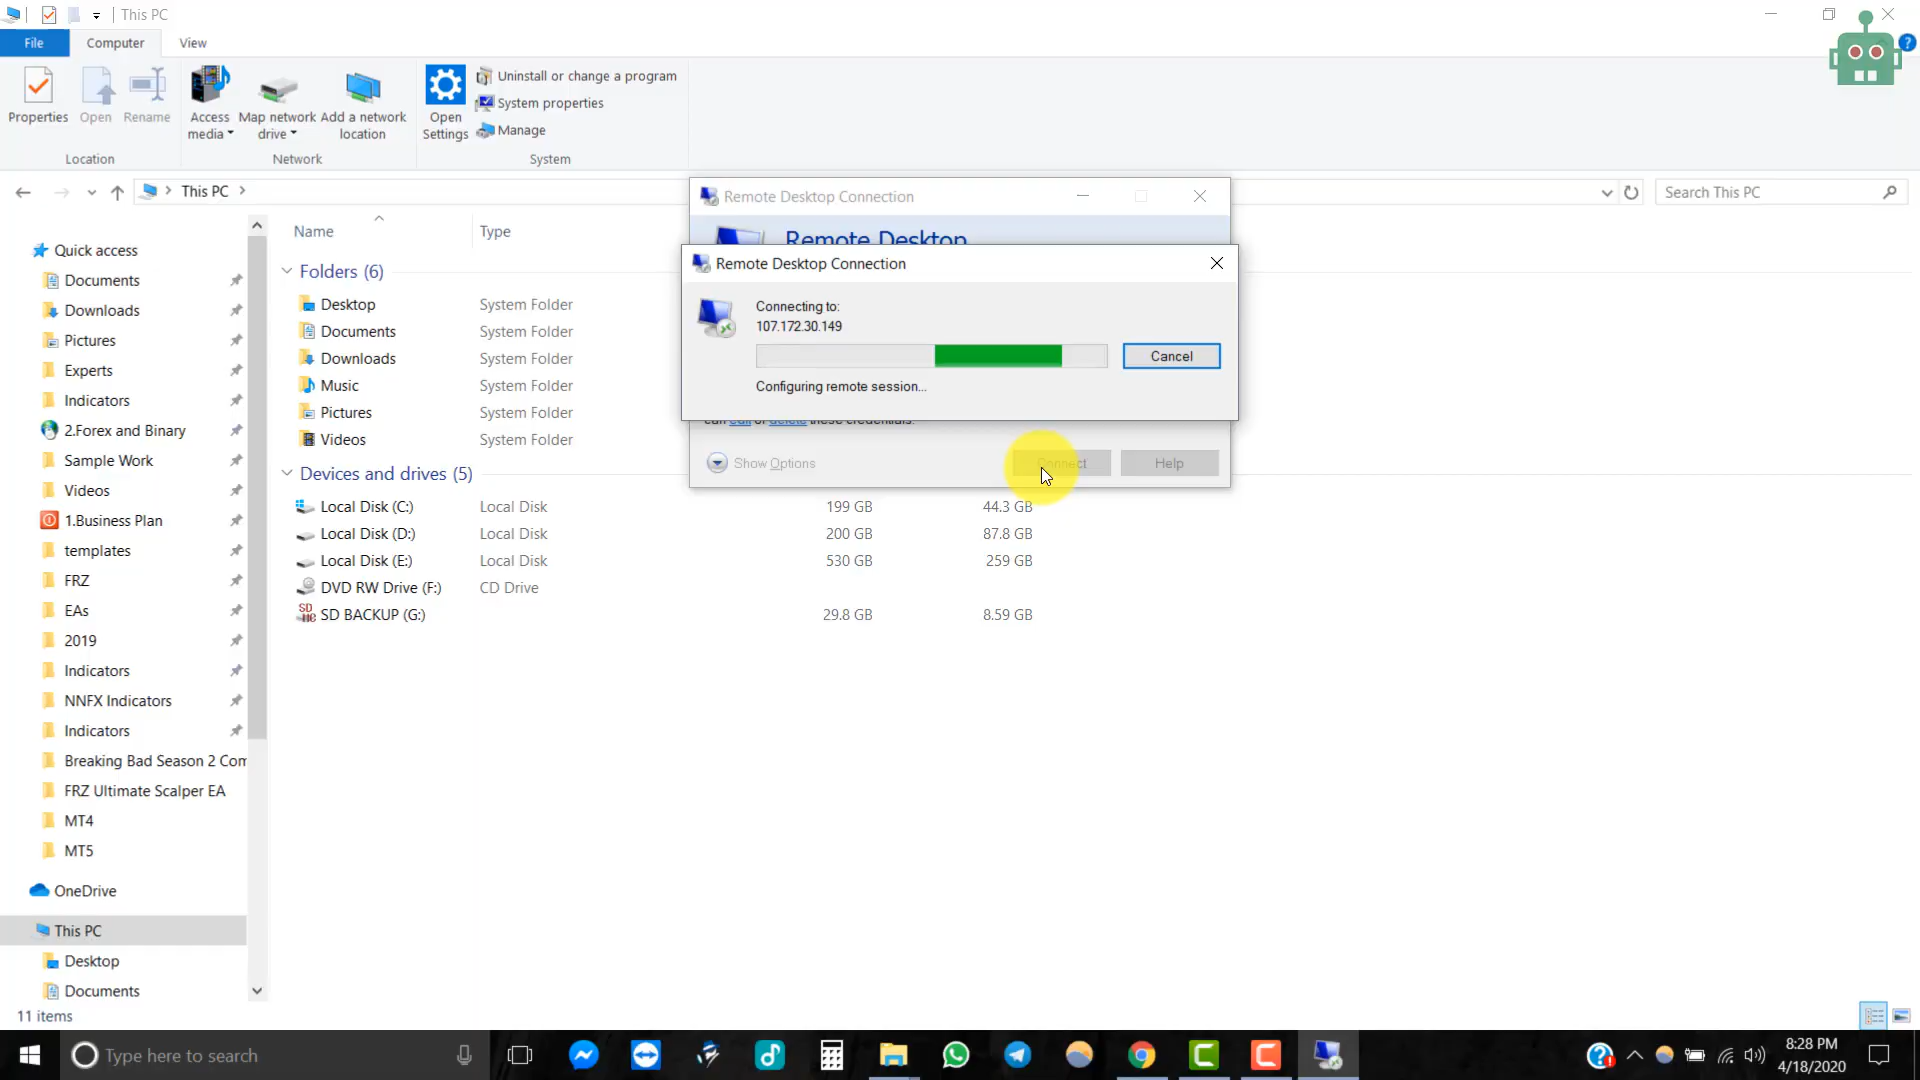 This PC
File
Computer
View
Properties
Open
Rename
Access
media
Map network
drive
Add a network
location
Open
Settings
Uninstall or change a program
System properties
Manage
Location
Network
System
This PC
Search This PC
Quick access
Documents
Downloads
Pictures
Experts
Indicators
2.Forex and Binary
Sample Work
Videos
1.Business Plan
templates
FRZ
EAs
2019
Indicators
NNFX Indicators
Indicators
Breaking Bad Season 2 Com
FRZ Ultimate Scalper EA
MT4
MT5
OneDrive
This PC
Desktop
Documents
11 items
Name
Type
Folders (6)
Desktop System Folder
Documents System Folder
Downloads System Folder
Music System Folder
Pictures System Folder
Videos System Folder
Devices and drives (5)
Local Disk (C:) Local Disk 199 GB 44.3 GB
Local Disk (D:) Local Disk 200 GB 87.8 GB
Local Disk (E:) Local Disk 530 GB 259 GB
DVD RW Drive (F:) CD Drive
SD BACKUP (G:) 29.8 GB 8.59 GB
Remote Desktop Connection
Remote Desktop
Remote Desktop Connection
Connecting to:
107.172.30.149
Cancel
Configuring remote session...
can edit or delete these credentials.
Show Options
Connect
Help
Type here to search
8:28 PM
4/18/2020